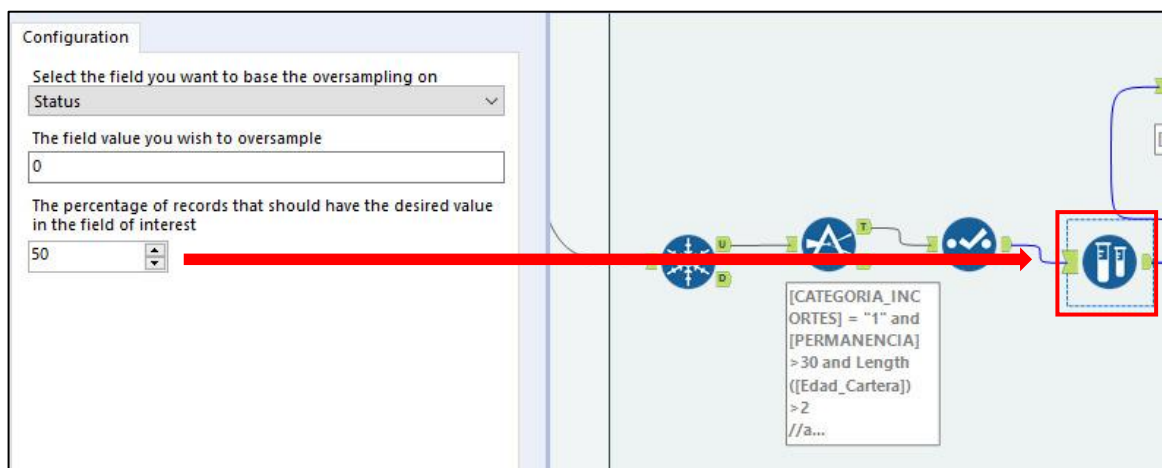 Configuration
Select the field you want to base the oversampling on
Status
The field value you wish to oversample
0
The percentage of records that should have the desired value
in the field of interest
50
U
D
T
[CATEGORIA_INC
ORTES] = "1" and
[PERMANENCIA]
>30 and Length
([Edad_Cartera])
>2
//a...
[